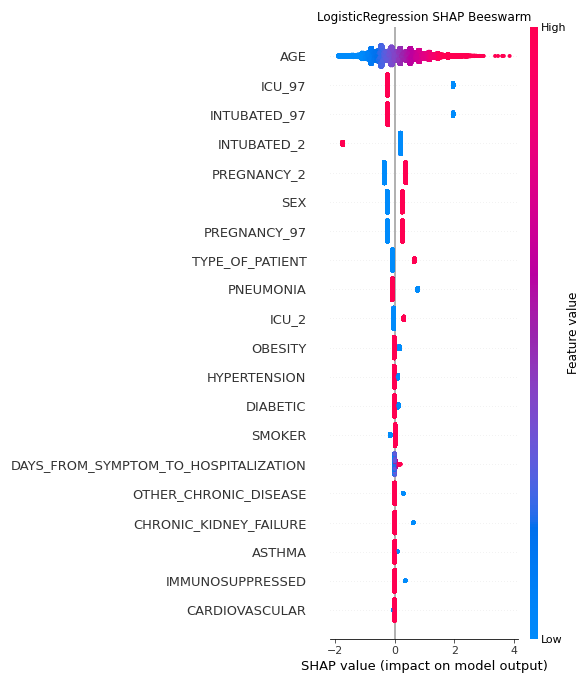 LogisticRegression SHAP Beeswarm
High
AGE
ICU_97
INTUBATED_97
INTUBATED_2
PREGNANCY_2
SEX
PREGNANCY_97
TYPE_OF_PATIENT
PNEUMONIA
ICU_2
OBESITY
HYPERTENSION
DIABETIC
SMOKER
DAYS_FROM_SYMPTOM_TO_HOSPITALIZATION
OTHER_CHRONIC_DISEASE
CHRONIC_KIDNEY_FAILURE
ASTHMA
IMMUNOSUPPRESSED
CARDIOVASCULAR
Feature value
Low
−2 0 2 4
SHAP value (impact on model output)